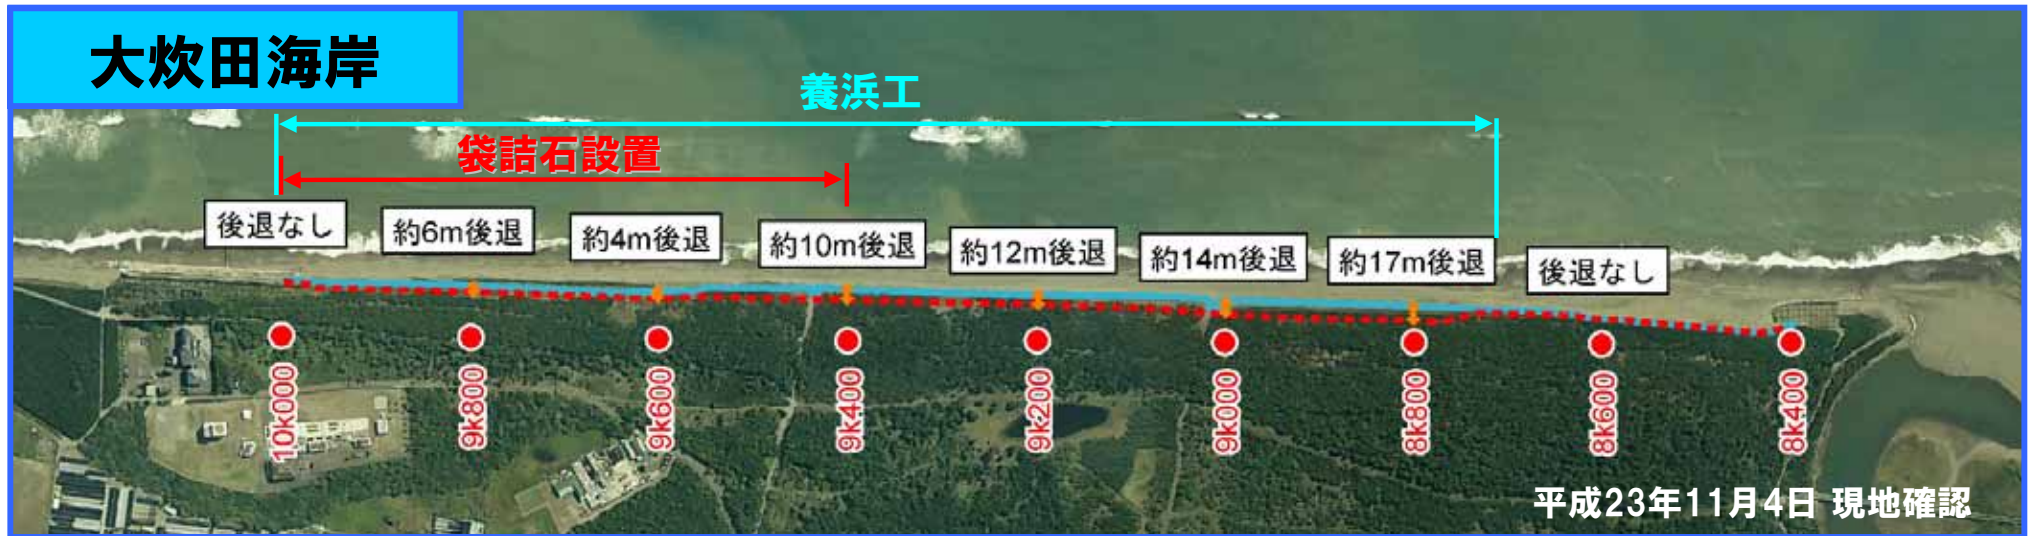 大炊田海岸
養浜工
袋詰石設置
後退なし
約6m後退
約4m後退
約10m後退
約12m後退
約14m後退
約17m後退
後退なし
10k000
9k800
9k600
9k400
9k200
9k000
8k800
8k600
8k400
平成23年11月4日 現地確認